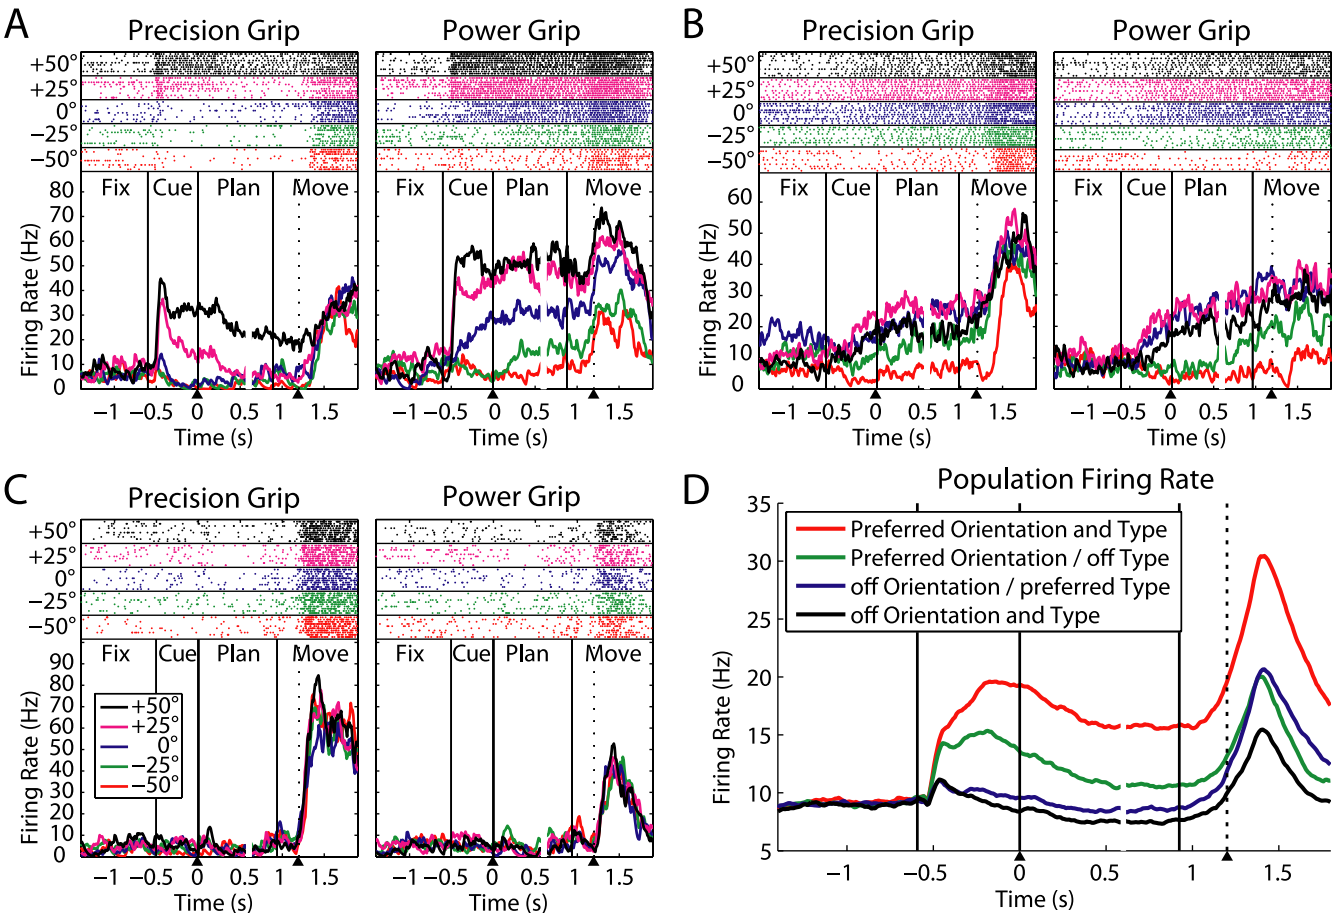 A
Precision Grip
Power Grip
+50°
+25°
0°
−25°
−50°
Fix Cue Plan Move
Fix Cue Plan Move
80
70
60
50
40
30
20
10
0
Firing Rate (Hz)
−1 −0.5 0 0.5 1 1.5
−1 −0.5 0 0.5 1 1.5
Time (s)
Time (s)
B
Precision Grip
Power Grip
+50°
+25°
0°
−25°
−50°
Fix Cue Plan Move
Fix Cue Plan Move
60
50
40
30
20
10
0
Firing Rate (Hz)
−1 −0.5 0 0.5 1 1.5
−1 −0.5 0 0.5 1 1.5
Time (s)
Time (s)
C
Precision Grip
Power Grip
+50°
+25°
0°
−25°
−50°
Fix Cue Plan Move
Fix Cue Plan Move
90
80
70
60
50
40
30
20
10
0
Firing Rate (Hz)
+50°
+25°
0°
−25°
−50°
−1 −0.5 0 0.5 1 1.5
−1 −0.5 0 0.5 1 1.5
Time (s)
Time (s)
D
Population Firing Rate
Preferred Orientation and Type
Preferred Orientation / off Type
off Orientation / preferred Type
off Orientation and Type
35
30
25
20
15
10
5
Firing Rate (Hz)
−1 −0.5 0 0.5 1 1.5
Time (s)